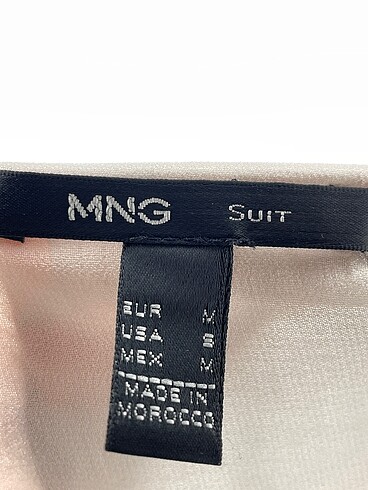 MNG SUIT
EUR M
USA S
MEX M
MADE IN
MOROCCO